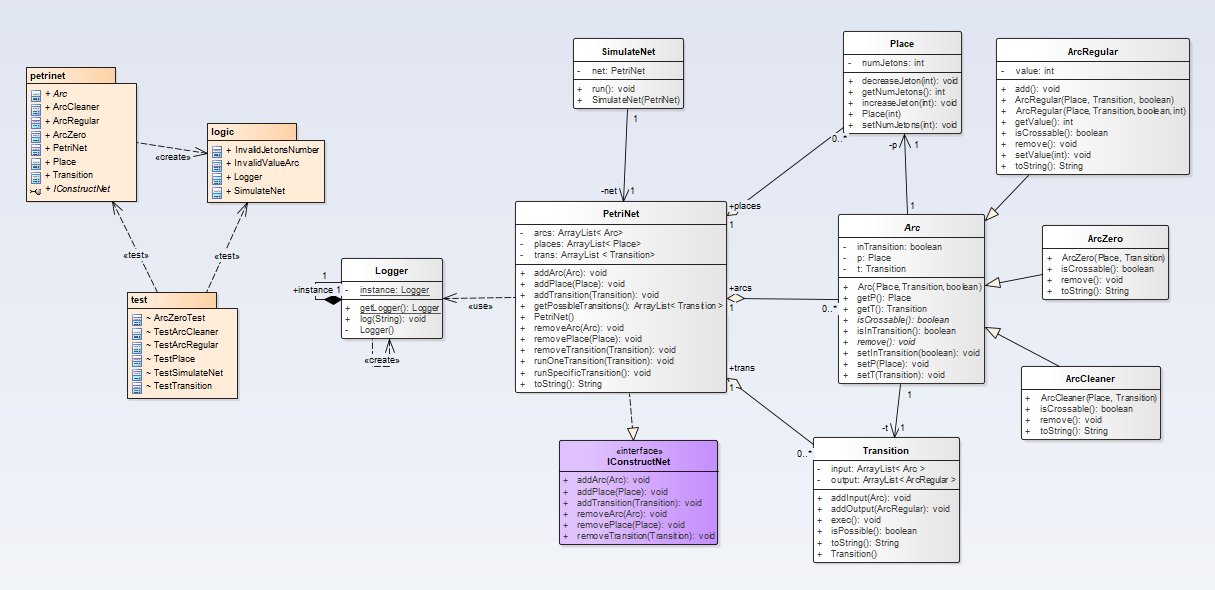 petrinet
+ Arc
+ ArcCleaner
+ ArcRegular
+ ArcZero
+ PetriNet
+ Place
+ Transition
+ IConstructNet
«create»
logic
+ InvalidJetonsNumber
+ InvalidValueArc
+ Logger
+ SimulateNet
«test»
«test»
test
~ ArcZeroTest
~ TestArcCleaner
~ TestArcRegular
~ TestPlace
~ TestSimulateNet
~ TestTransition
Logger
- instance: Logger
+ getLogger(): Logger
+ log(String): void
- Logger()
1
+instance 1
«create»
«use»
SimulateNet
- net: PetriNet
+ run(): void
+ SimulateNet(PetriNet)
1
-net 1
PetriNet
- arcs: ArrayList< Arc>
- places: ArrayList< Place>
- trans: ArrayList < Transition>
+ addArc(Arc): void
+ addPlace(Place): void
+ addTransition(Transition): void
+ getPossibleTransitions(): ArrayList< Transition >
+ PetriNet()
+ removeArc(Arc): void
+ removePlace(Place): void
+ removeTransition(Transition): void
+ runOneTransition(Transition): void
+ runSpecificTransition(): void
+ toString(): String
+places
1
0..*
+arcs
1
0..*
+trans
1
0..*
«interface»
IConstructNet
+ addArc(Arc): void
+ addPlace(Place): void
+ addTransition(Transition): void
+ removeArc(Arc): void
+ removePlace(Place): void
+ removeTransition(Transition): void
Place
- numJetons: int
+ decreaseJeton(int): void
+ getNumJetons(): int
+ increaseJeton(int): void
+ Place(int)
+ setNumJetons(int): void
-p 1
1
Arc
- inTransition: boolean
- p: Place
- t: Transition
+ Arc(Place, Transition, boolean)
+ getP(): Place
+ getT(): Transition
+ isCrossable(): boolean
+ isInTransition(): boolean
+ remove(): void
+ setInTransition(boolean): void
+ setP(Place): void
+ setT(Transition): void
1
-t 1
Transition
- input: ArrayList< Arc >
- output: ArrayList< ArcRegular >
+ addInput(Arc): void
+ addOutput(ArcRegular): void
+ exec(): void
+ isPossible(): boolean
+ toString(): String
+ Transition()
ArcRegular
- value: int
+ add(): void
+ ArcRegular(Place, Transition, boolean)
+ ArcRegular(Place, Transition, boolean, int)
+ getValue(): int
+ isCrossable(): boolean
+ remove(): void
+ setValue(int): void
+ toString(): String
ArcZero
+ ArcZero(Place, Transition)
+ isCrossable(): boolean
+ remove(): void
+ toString(): String
ArcCleaner
+ ArcCleaner(Place, Transition)
+ isCrossable(): boolean
+ remove(): void
+ toString(): String